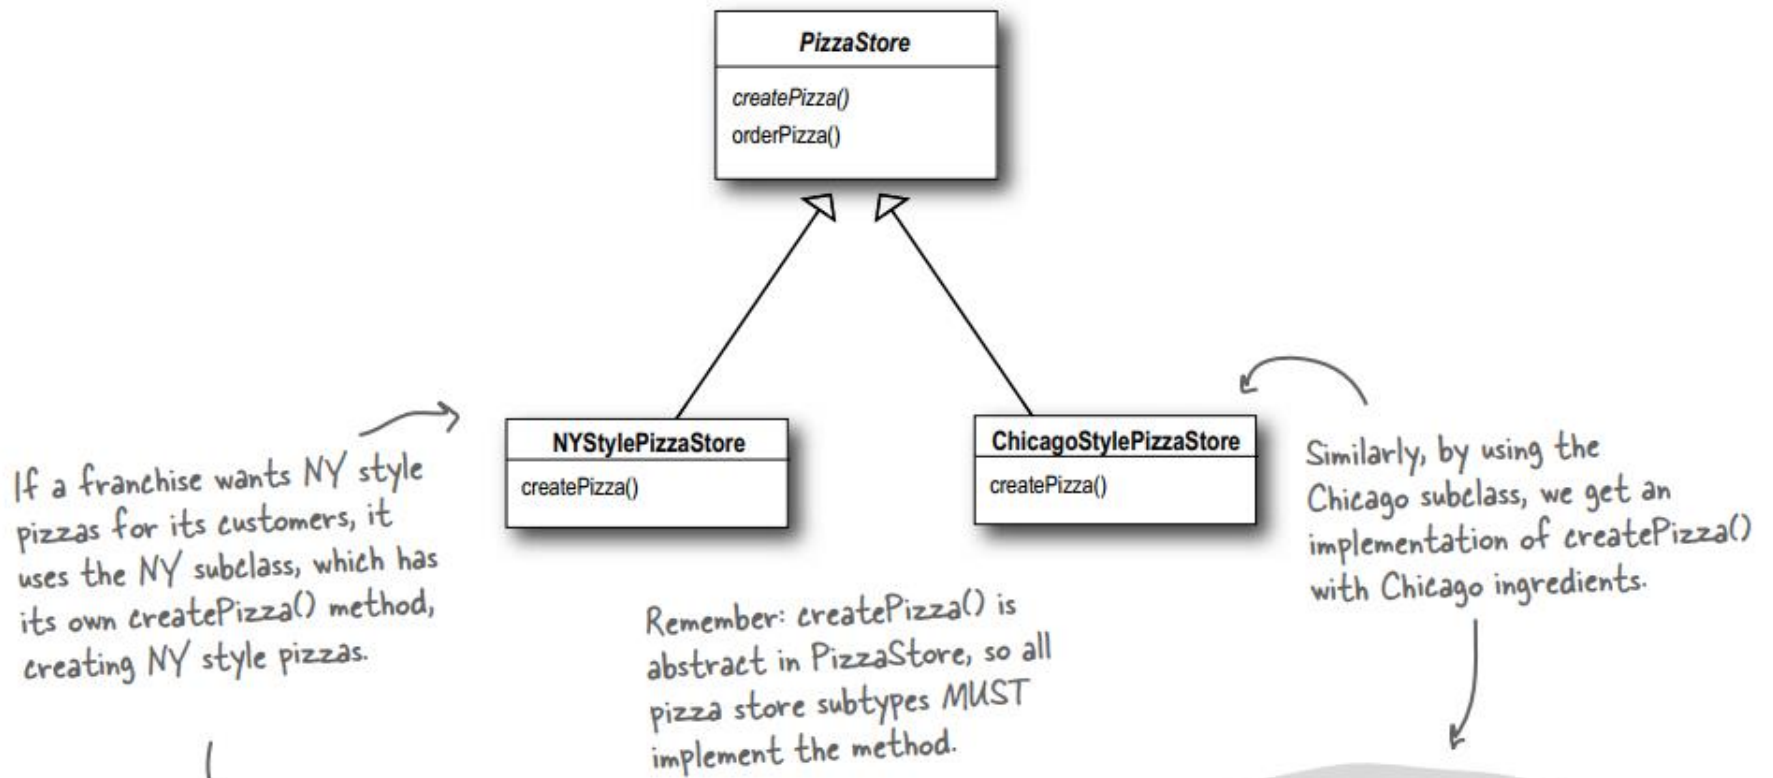 PizzaStore
createPizza()
orderPizza()
NYStylePizzaStore
createPizza()
ChicagoStylePizzaStore
createPizza()
If a franchise wants NY style
pizzas for its customers, it
uses the NY subclass, which has
its own createPizza() method,
creating NY style pizzas.
Remember: createPizza() is
abstract in PizzaStore, so all
pizza store subtypes MUST
implement the method.
Similarly, by using the
Chicago subclass, we get an
implementation of createPizza()
with Chicago ingredients.